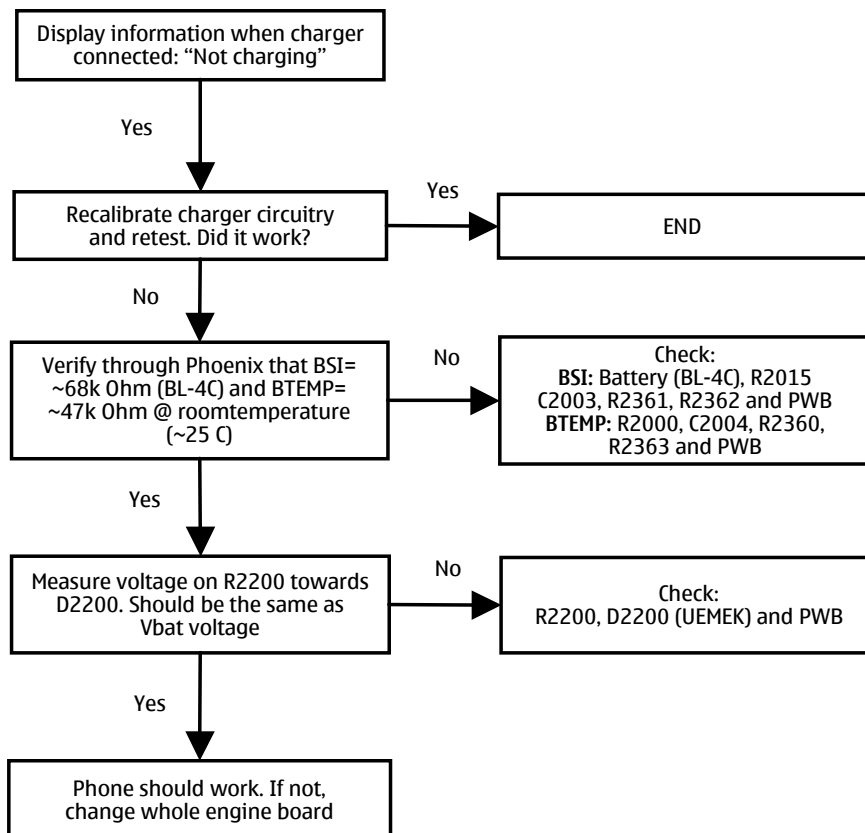 Display information when charger
connected: “Not charging”
Yes
Recalibrate charger circuitry
and retest. Did it work?
Yes
END
No
Verify through Phoenix that BSI=
~68k Ohm (BL-4C) and BTEMP=
~47k Ohm @ roomtemperature
(~25 C)
No
Check:
BSI: Battery (BL-4C), R2015
C2003, R2361, R2362 and PWB
BTEMP: R2000, C2004, R2360,
R2363 and PWB
Yes
Measure voltage on R2200 towards
D2200. Should be the same as
Vbat voltage
No
Check:
R2200, D2200 (UEMEK) and PWB
Yes
Phone should work. If not,
change whole engine board